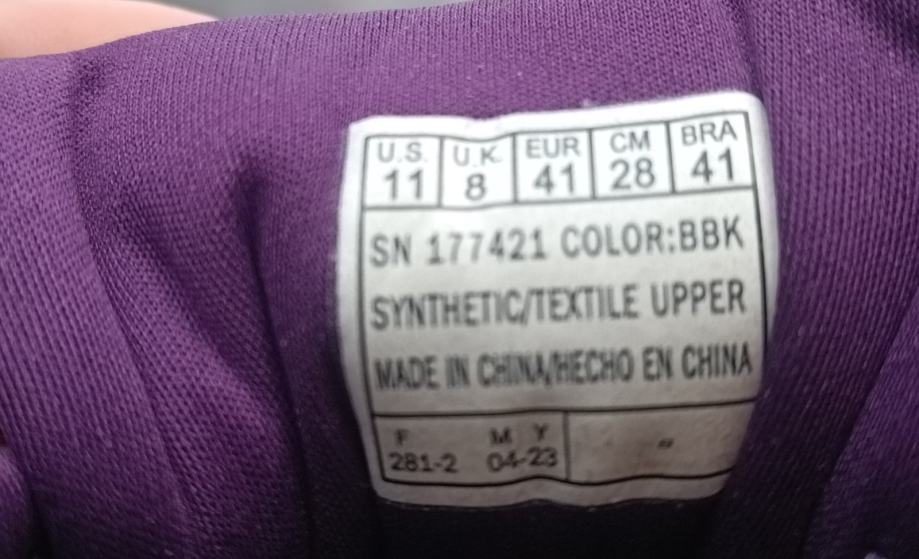 U.S. U.K. EUR CM BRA
11 8 41 28 41
SN 177421 COLOR:BBK
SYNTHETIC/TEXTILE UPPER
MADE IN CHINA/HECHO EN CHINA
F M Y
281-2 04-23